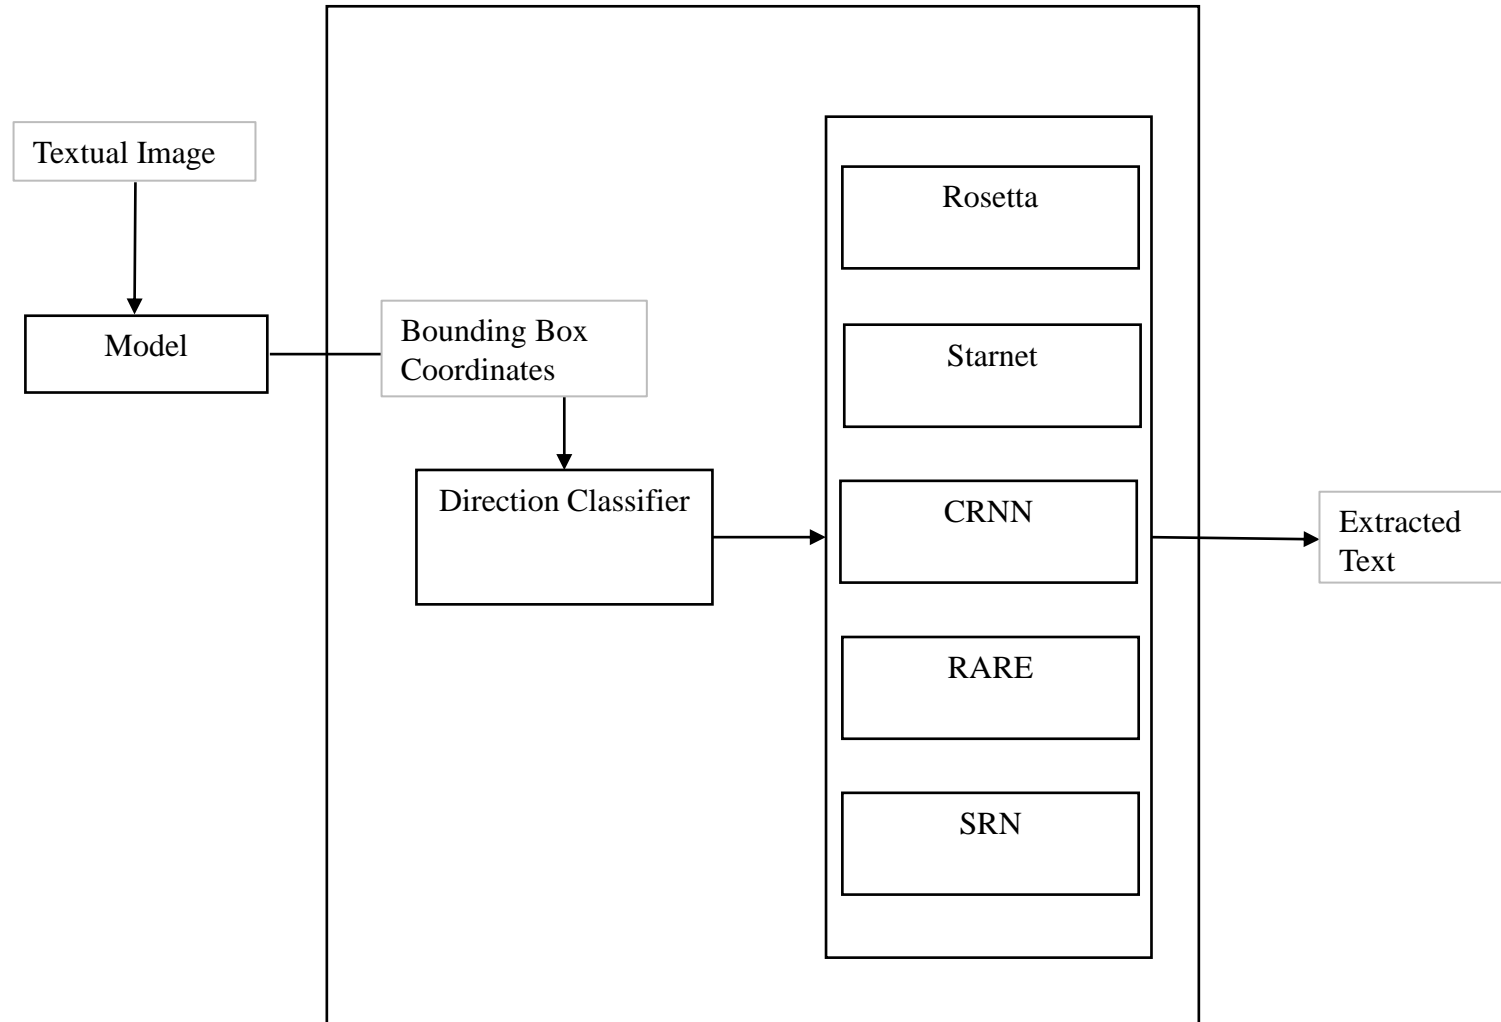 Textual Image
Model
Bounding Box
Coordinates
Direction Classifier
Rosetta
Starnet
CRNN
RARE
SRN
Extracted
Text